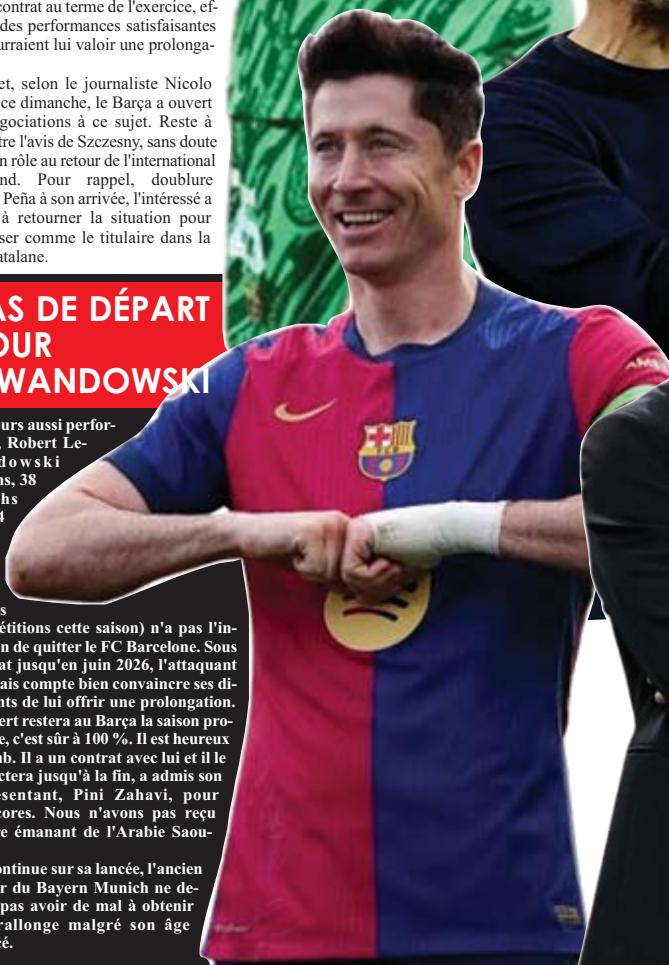 contrat au terme de l'exercice, ef-
des performances satisfaisantes
urraient lui valoir une prolonga-
et, selon le journaliste Nicolo
ce dimanche, le Barça a ouvert
gociations à ce sujet. Reste à
tre l'avis de Szczesny, sans doute
n rôle au retour de l'international
nd. Pour rappel, doublure
Peña à son arrivée, l'intéressé a
à retourner la situation pour
ser comme le titulaire dans la
atalane.
AS DE DÉPART
OUR
WANDOWSKI
ours aussi perfor-
, Robert Le-
dowski
ns, 38
hs
4
s
étitions cette saison) n'a pas l'in-
n de quitter le FC Barcelone. Sous
at jusqu'en juin 2026, l'attaquant
ais compte bien convaincre ses di-
nts de lui offrir une prolongation.
ert restera au Barça la saison pro-
e, c'est sûr à 100 %. Il est heureux
ub. Il a un contrat avec lui et il le
ctera jusqu'à la fin, a admis son
ésentant, Pini Zahavi, pour
cores. Nous n'avons pas reçu
e émanant de l'Arabie Saou-
ontinue sur sa lancée, l'ancien
r du Bayern Munich ne de-
pas avoir de mal à obtenir
rallonge malgré son âge
cé.
FCB